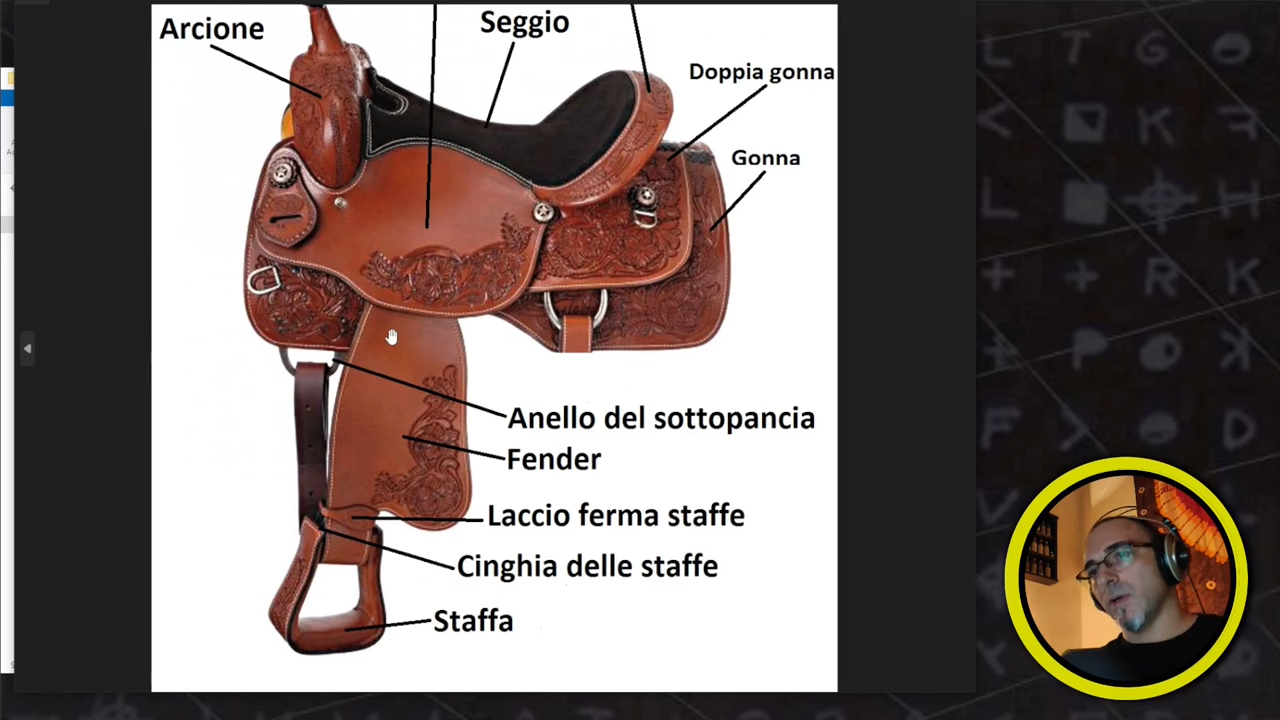 Arcione
Seggio
Doppia gonna
Gonna
Anello del sottopancia
Fender
Laccio ferma staffe
Cinghia delle staffe
Staffa